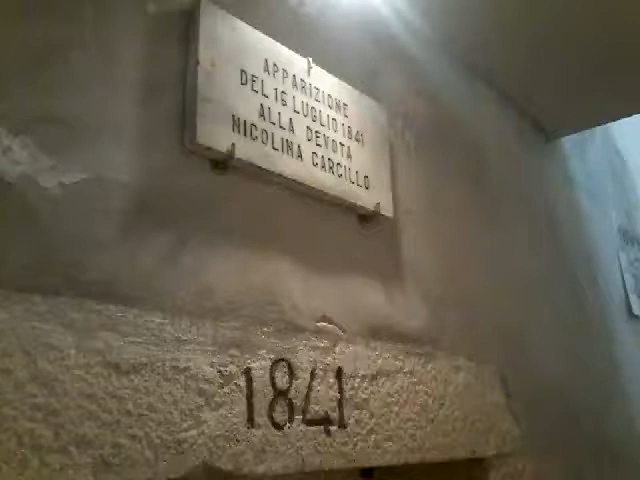 APPARIZIONE
DEL 16 LUGLIO 1841
ALLA DEVOTA
NICOLINA CARCILLO
1841